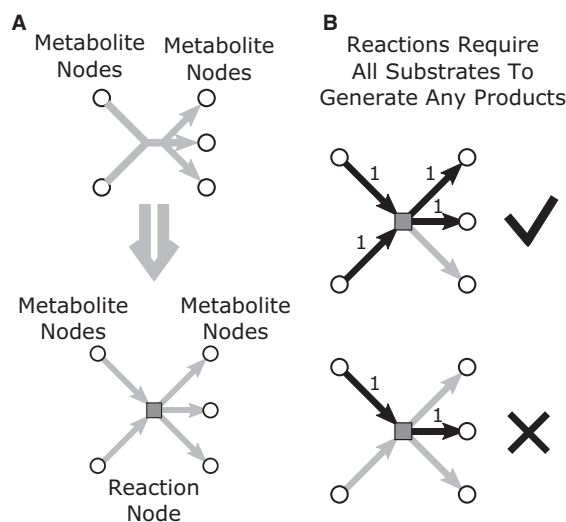 A
Metabolite
Nodes
Metabolite
Nodes
Metabolite
Nodes
Metabolite
Nodes
Reaction
Node
B
Reactions Require
All Substrates To
Generate Any Products
1
1
1
1
1
1